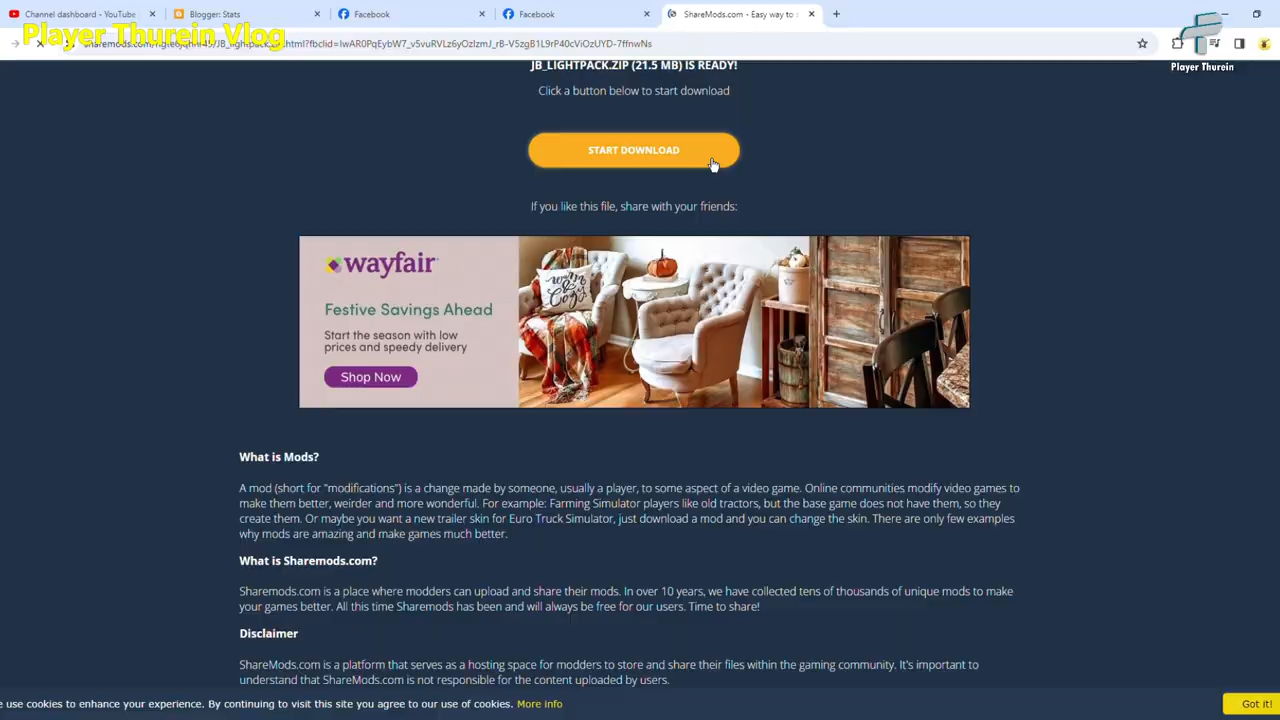 Channel dashboard - YouTube
Blogger: Stats
Facebook
Facebook
ShareMods.com - Easy way to s
Player Thurein Vlog
Player Thurein
JB_LIGHTPACK.ZIP (21.5 MB) IS READY!
Click a button below to start download
START DOWNLOAD
If you like this file, share with your friends:
wayfair
Festive Savings Ahead
Start the season with low
prices and speedy delivery
Shop Now
warm & Cozy
What is Mods?
A mod (short for "modifications") is a change made by someone, usually a player, to some aspect of a video game. Online communities modify video games to
make them better, weirder and more wonderful. For example: Farming Simulator players like old tractors, but the base game does not have them, so they
create them. Or maybe you want a new trailer skin for Euro Truck Simulator, just download a mod and you can change the skin. There are only few examples
why mods are amazing and make games much better.
What is Sharemods.com?
Sharemods.com is a place where modders can upload and share their mods. In over 10 years, we have collected tens of thousands of unique mods to make
your games better. All this time Sharemods has been and will always be free for our users. Time to share!
Disclaimer
ShareMods.com is a platform that serves as a hosting space for modders to store and share their files within the gaming community. It's important to
understand that ShareMods.com is not responsible for the content uploaded by users.
e use cookies to enhance your experience. By continuing to visit this site you agree to our use of cookies. More info
Got it!